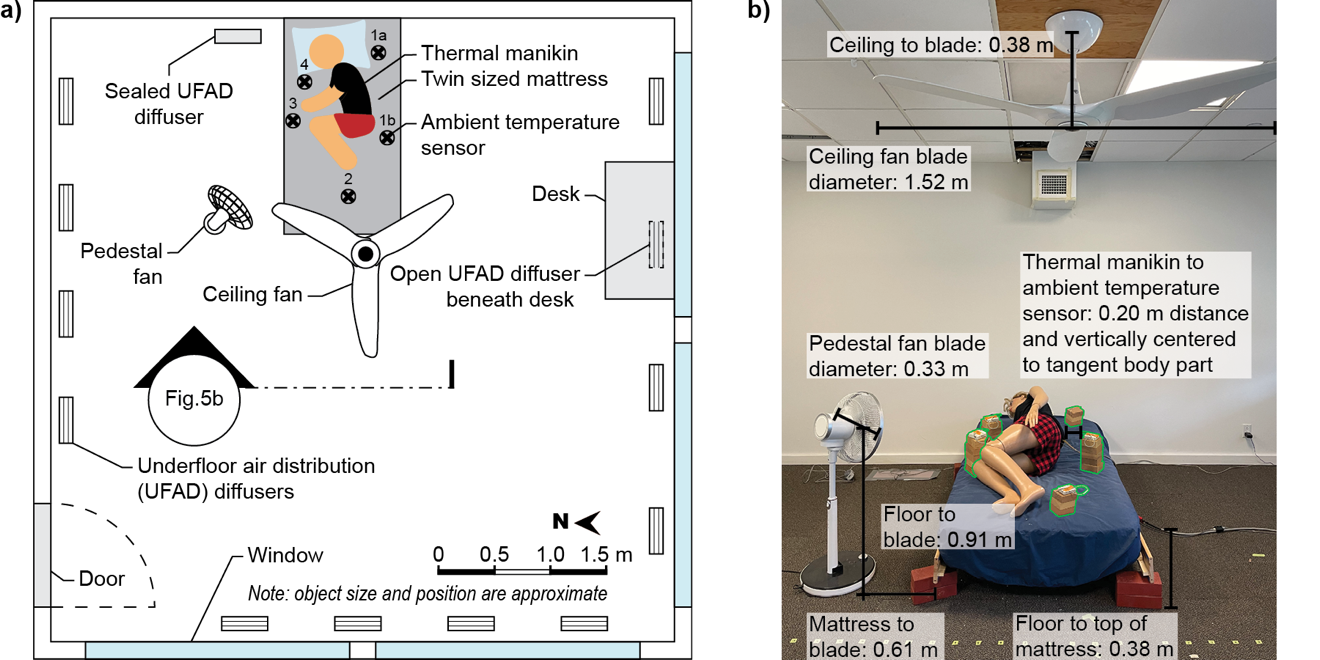 a)
1a
4
3
1b
2
Thermal manikin
Twin sized mattress
Sealed UFAD
diffuser
Ambient temperature
sensor
Desk
Pedestal
fan
Ceiling fan
Open UFAD diffuser
beneath desk
Fig.5b
Underfloor air distribution
(UFAD) diffusers
N
0 0.5 1.0 1.5 m
Window
Door
Note: object size and position are approximate
b)
Ceiling to blade: 0.38 m
Ceiling fan blade
diameter: 1.52 m
Thermal manikin to
ambient temperature
sensor: 0.20 m distance
and vertically centered
to tangent body part
Pedestal fan blade
diameter: 0.33 m
Floor to
blade: 0.91 m
Mattress to
blade: 0.61 m
Floor to top of
mattress: 0.38 m